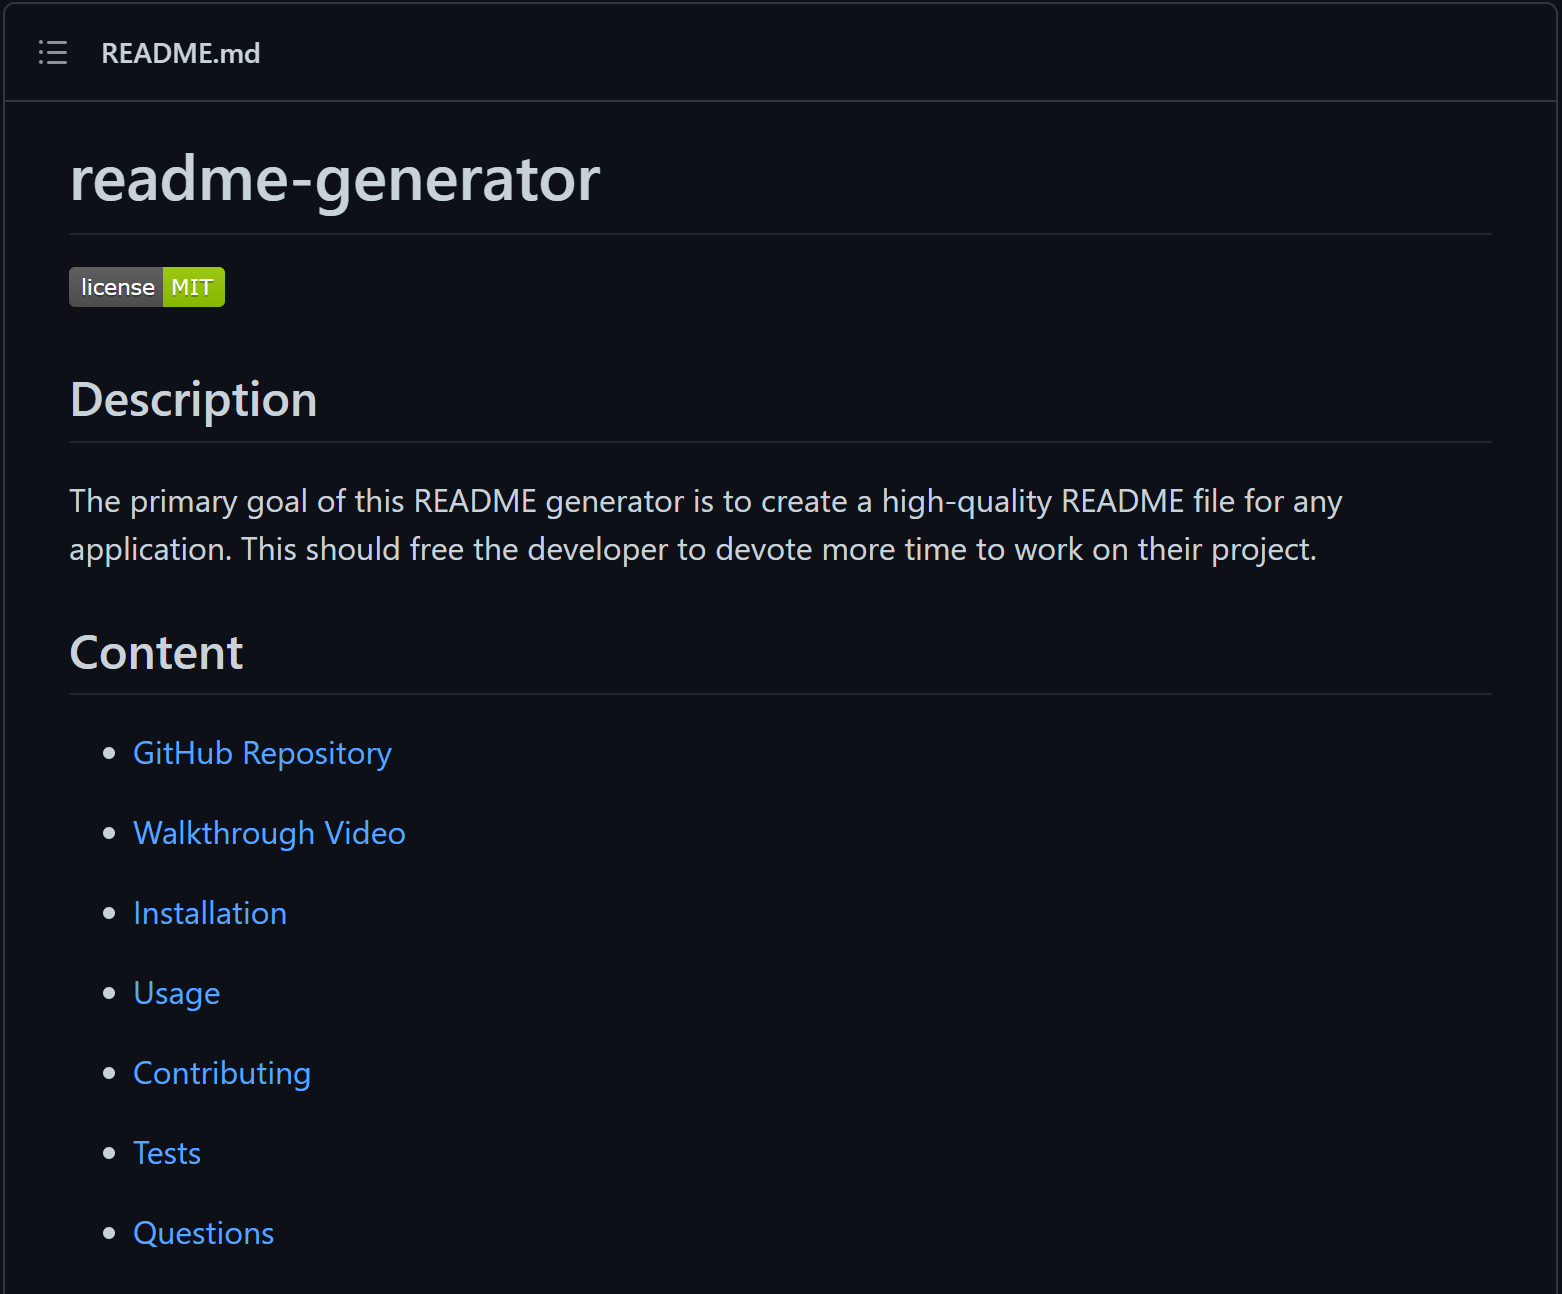 README.md
readme-generator
license MIT
Description
The primary goal of this README generator is to create a high-quality README file for any
application. This should free the developer to devote more time to work on their project.
Content
GitHub Repository
Walkthrough Video
Installation
Usage
Contributing
Tests
Questions